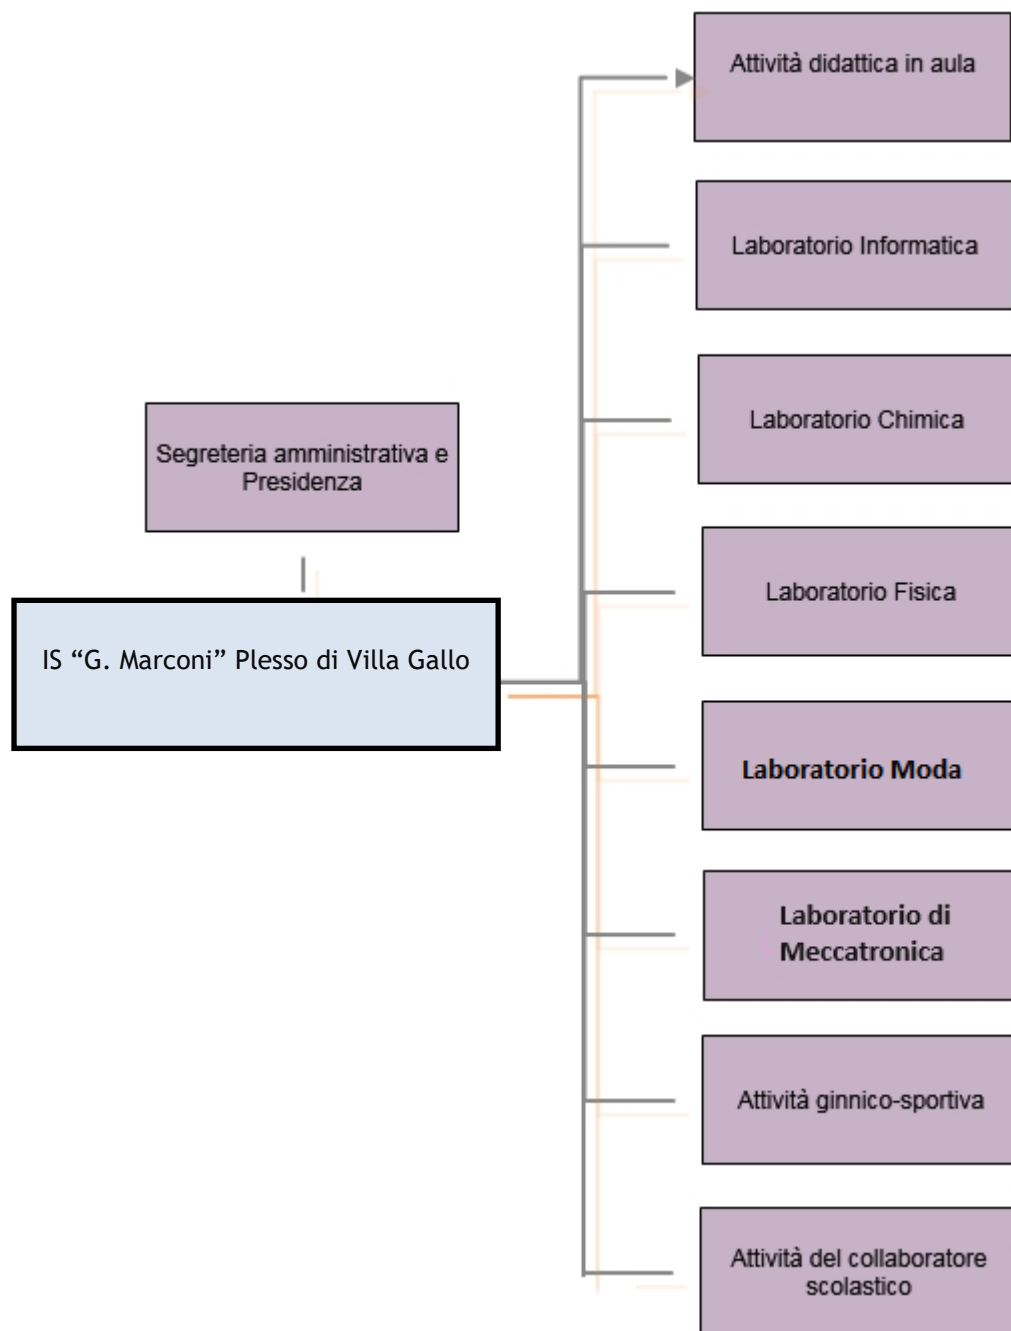 Attività didattica in aula
Laboratorio Informatica
Laboratorio Chimica
Segreteria amministrativa e
Presidenza
Laboratorio Fisica
IS “G. Marconi” Plesso di Villa Gallo
Laboratorio Moda
Laboratorio di
Meccatronica
Attività ginnico-sportiva
Attività del collaboratore
scolastico